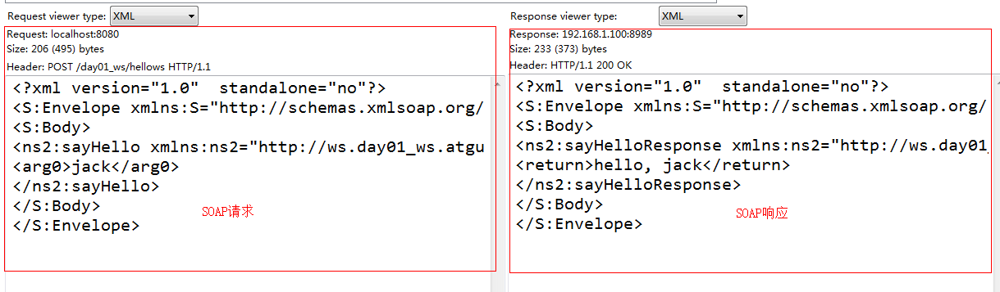 Request viewer type: XML
Request: localhost:8080
Size: 206 (495) bytes
Header: POST /day01_ws/hellows HTTP/1.1
<?xml version="1.0"  standalone="no"?>
<S:Envelope xmlns:S="http://schemas.xmlsoap.org/
<S:Body>
<ns2:sayHello xmlns:ns2="http://ws.day01_ws.atgu
<arg0>jack</arg0>
</ns2:sayHello>
</S:Body>
</S:Envelope>
SOAP请求
Response viewer type: XML
Response: 192.168.1.100:8989
Size: 233 (373) bytes
Header: HTTP/1.1 200 OK
<?xml version="1.0"  standalone="no"?>
<S:Envelope xmlns:S="http://schemas.xmlsoap.org/
<S:Body>
<ns2:sayHelloResponse xmlns:ns2="http://ws.day01_
<return>hello, jack</return>
</ns2:sayHelloResponse>
</S:Body>
</S:Envelope>
SOAP响应